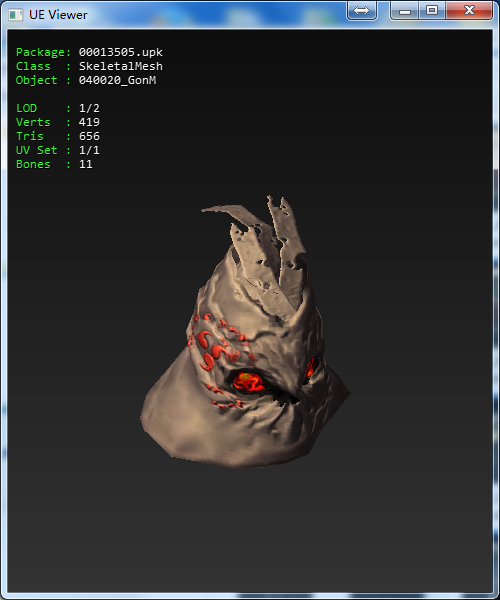 UE Viewer
Package: 00013505.upk
Class  : SkeletalMesh
Object : 040020_GonM
LOD    : 1/2
Verts  : 419
Tris   : 656
UV Set : 1/1
Bones  : 11